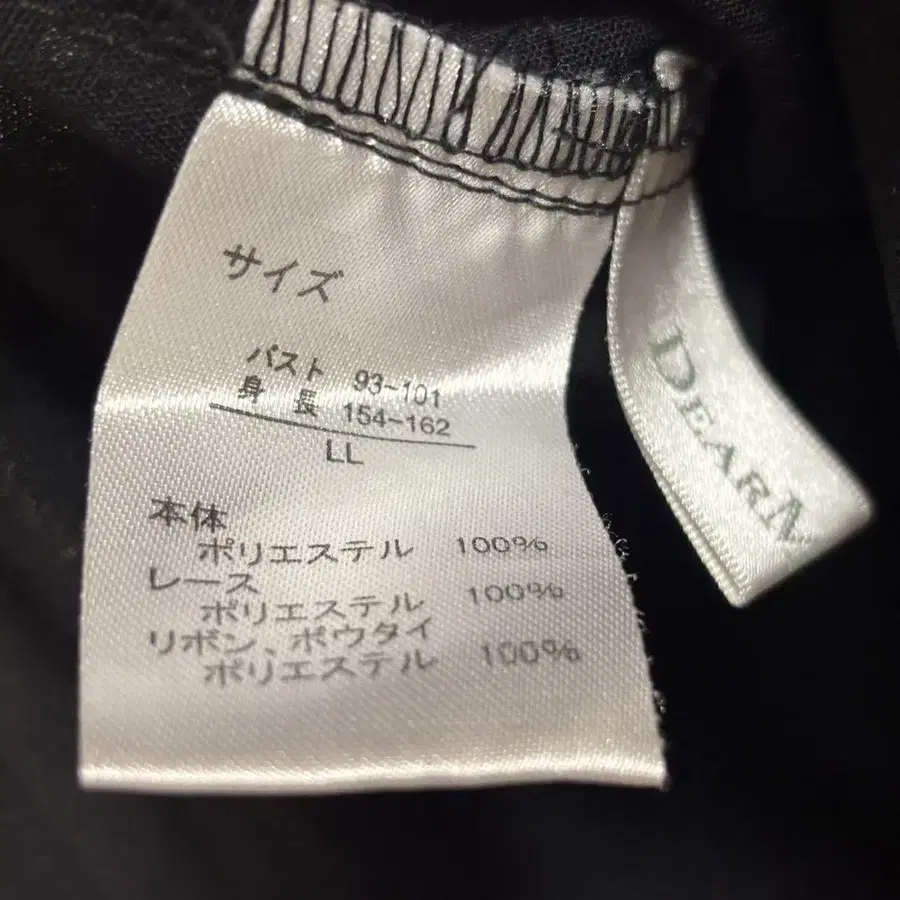 サイズ
バスト 93~101
身長 154~162
LL
本体
ポリエステル 100%
レース
ポリエステル 100%
リボン、ボウタイ
ポリエステル 100%
DEARM